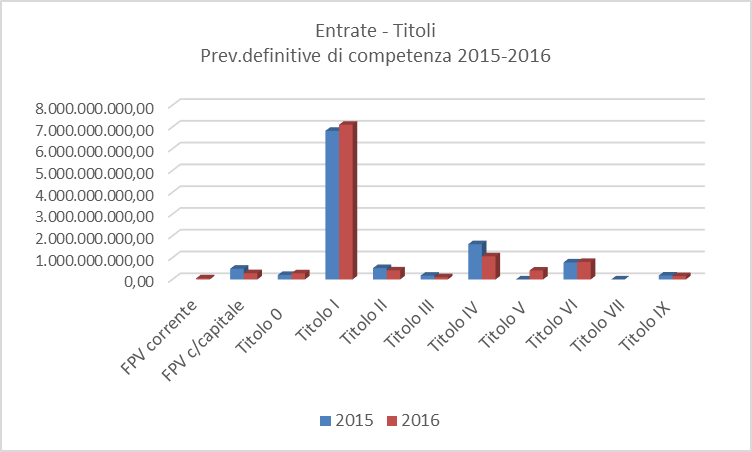 Entrate - Titoli
Prev.definitive di competenza 2015-2016
8.000.000.000,00
7.000.000.000,00
6.000.000.000,00
5.000.000.000,00
4.000.000.000,00
3.000.000.000,00
2.000.000.000,00
1.000.000.000,00
0,00
FPV corrente
FPV c/capitale
Titolo 0
Titolo I
Titolo II
Titolo III
Titolo IV
Titolo V
Titolo VI
Titolo VII
Titolo IX
2015 2016